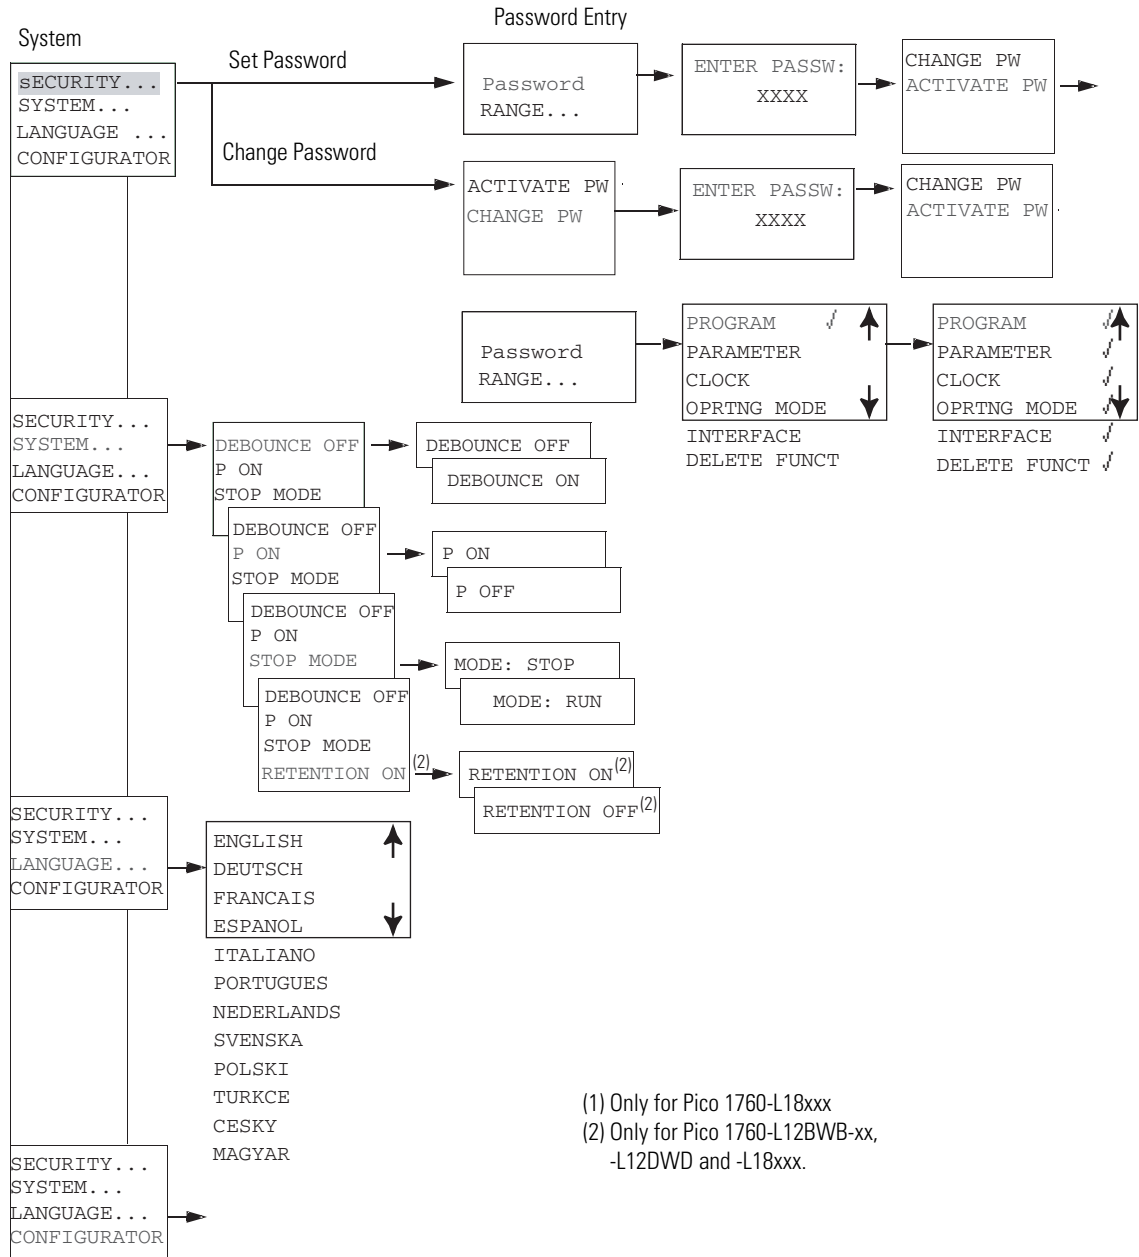 Password Entry
System
Set Password
sECURITY...
SYSTEM...
LANGUAGE ...
CONFIGURATOR
Password
RANGE...
ENTER PASSW:
XXXX
CHANGE PW
ACTIVATE PW
Change Password
ACTIVATE PW
CHANGE PW
ENTER PASSW:
XXXX
CHANGE PW
ACTIVATE PW
Password
RANGE...
PROGRAM √
PARAMETER
CLOCK
OPRTNG MODE
INTERFACE
DELETE FUNCT
PROGRAM √
PARAMETER √
CLOCK √
OPRTNG MODE √
INTERFACE √
DELETE FUNCT √
SECURITY...
SYSTEM...
LANGUAGE...
CONFIGURATOR
DEBOUNCE OFF
P ON
STOP MODE
DEBOUNCE OFF
DEBOUNCE ON
DEBOUNCE OFF
P ON
STOP MODE
P ON
P OFF
DEBOUNCE OFF
P ON
STOP MODE
MODE: STOP
MODE: RUN
DEBOUNCE OFF
P ON
STOP MODE
RETENTION ON (2)
RETENTION ON(2)
RETENTION OFF(2)
SECURITY...
SYSTEM...
LANGUAGE...
CONFIGURATOR
ENGLISH
DEUTSCH
FRANCAIS
ESPANOL
ITALIANO
PORTUGUES
NEDERLANDS
SVENSKA
POLSKI
TURKCE
CESKY
MAGYAR
(1) Only for Pico 1760-L18xxx
(2) Only for Pico 1760-L12BWB-xx,
-L12DWD and -L18xxx.
SECURITY...
SYSTEM...
LANGUAGE...
CONFIGURATOR